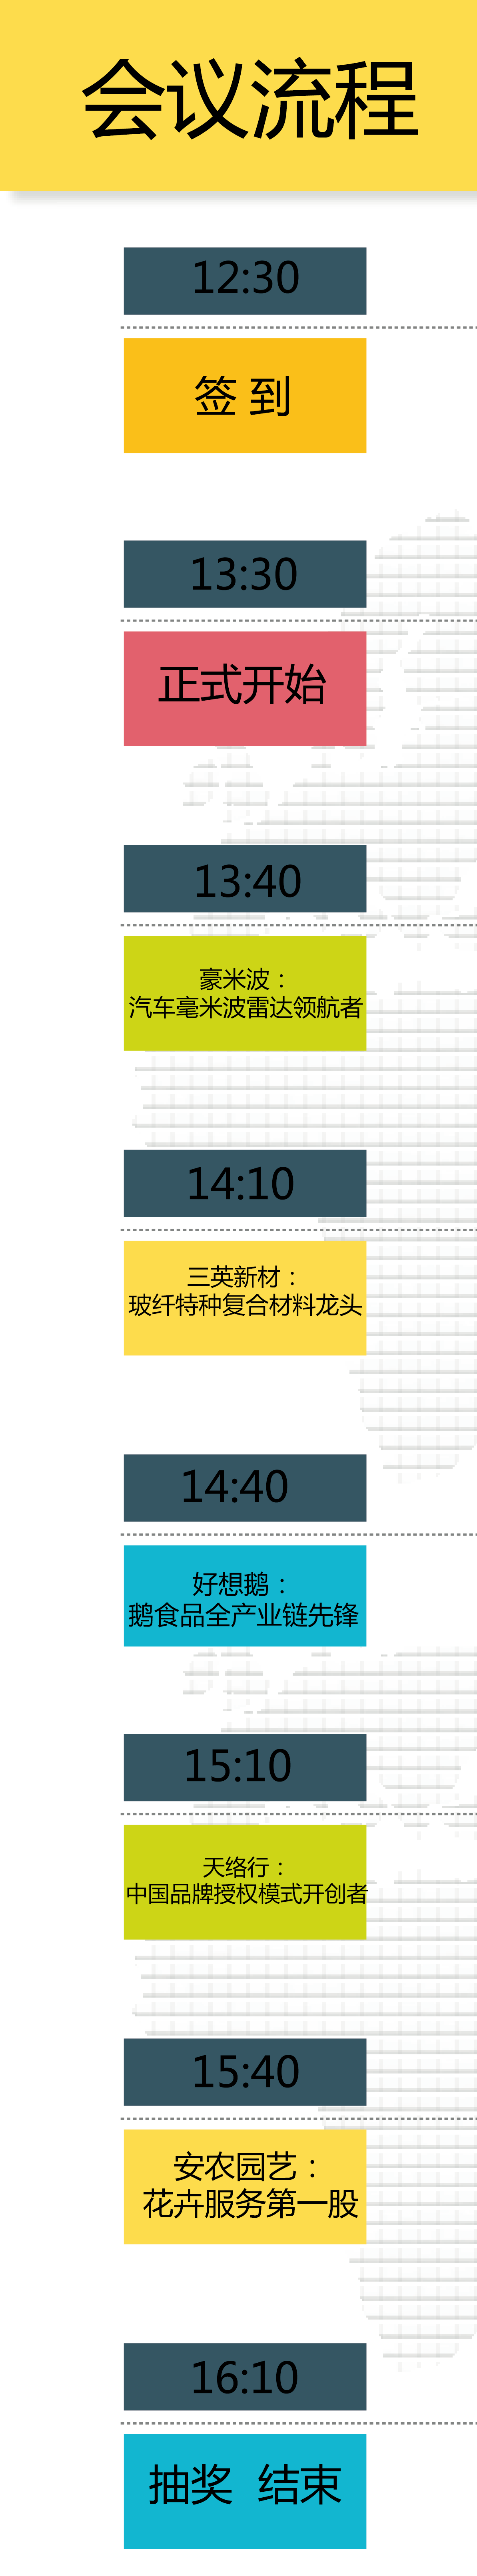 会议流程
12:30
签 到
13:30
正式开始
13:40
豪米波：
汽车毫米波雷达领航者
14:10
三英新材：
玻纤特种复合材料龙头
14:40
好想鹅：
鹅食品全产业链先锋
15:10
天络行：
中国品牌授权模式开创者
15:40
安农园艺：
花卉服务第一股
16:10
抽奖 结束